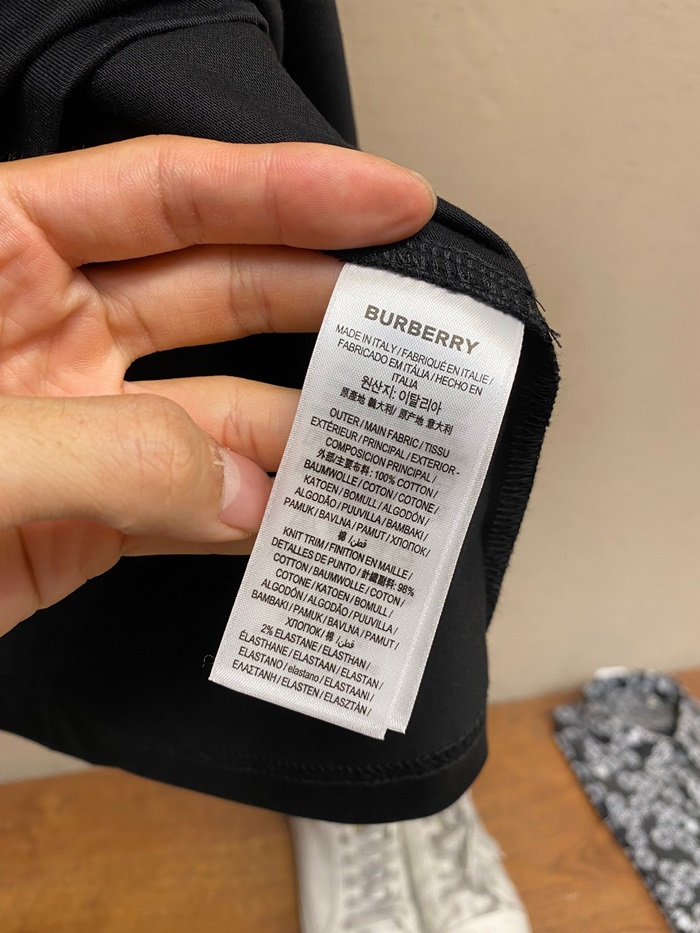 BURBERRY
MADE IN ITALY / FABRIQUÉ EN ITALIE /
FABRICADO EM ITÁLIA / HECHO EN
ITALIA
원산지: 이탈리아
原產地 義大利/ 原产地 意大利
OUTER / MAIN FABRIC / TISSU
EXTÉRIEUR / PRINCIPAL / EXTERIOR -
COMPOSICION PRINCIPAL /
外部/主要布料 : 100% COTTON /
BAUMWOLLE / COTON / COTONE /
KATOEN / BOMULL / ALGODÓN /
ALGODÃO / PUUVILLA / BAMBAKI /
PAMUK / BAVLNA / PAMUT / ХЛОПОК /
棉 / قطن /
KNIT TRIM / FINITION EN MAILLE /
DETALLES DE PUNTO / 針織副料 : 98%
COTTON / BAUMWOLLE / COTON /
COTONE / KATOEN / BOMULL /
ALGODÓN / ALGODÃO / PUUVILLA /
BAMBAKI / PAMUK / BAVLNA / PAMUT /
ХЛОПОК / 棉 / قطن /
2% ELASTANE / ELASTHAN /
ÉLASTHANE / ELASTAAN / ELASTAN /
ELASTANO / elastano / ELASTAANI /
ΕΛΑΣΤΑΝΗ / ELASTEN / ELASZTÁN /